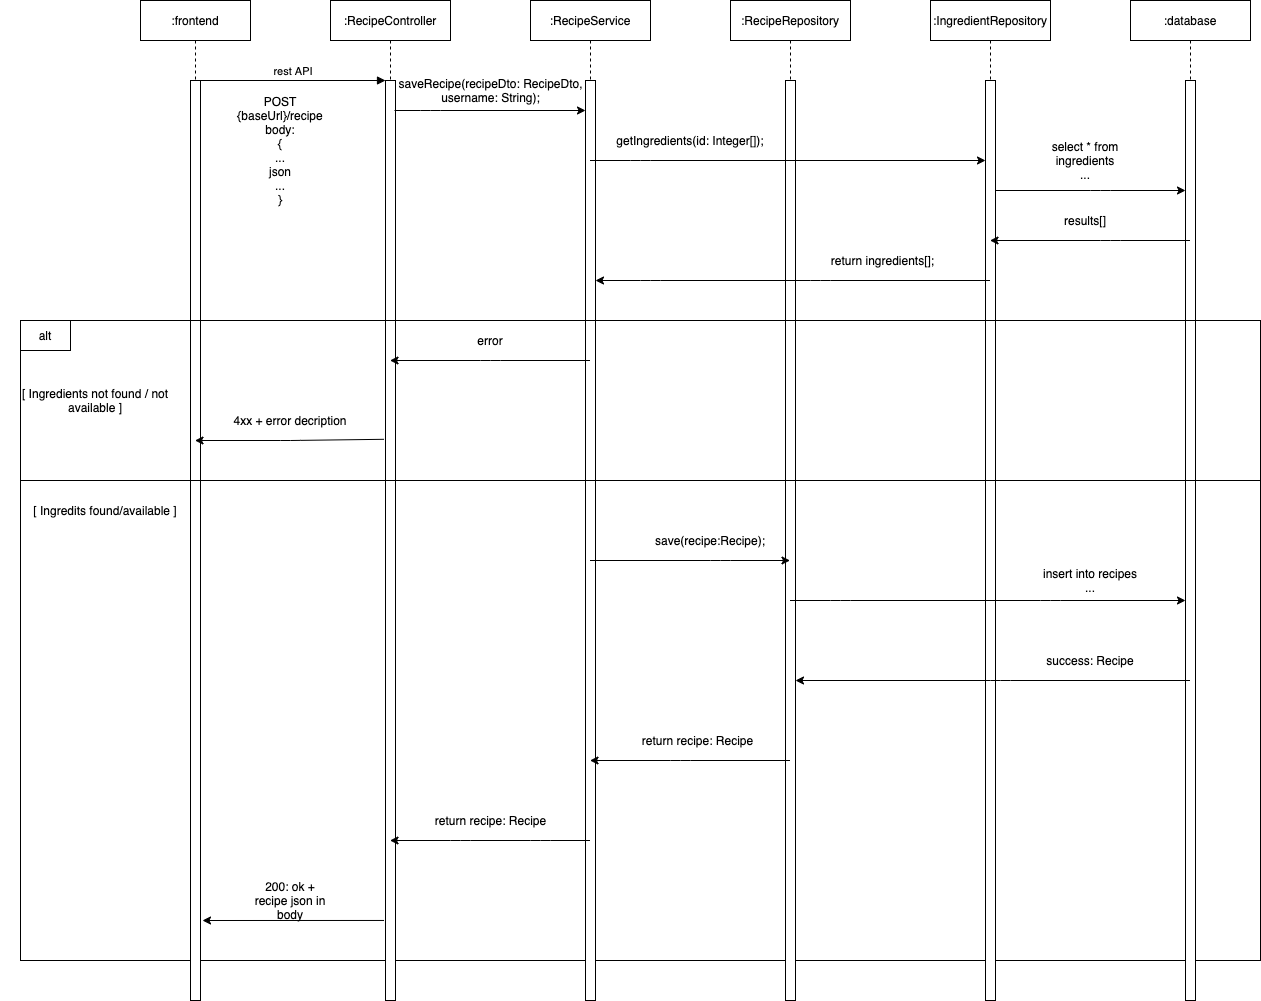 :frontend
:RecipeController
:RecipeService
:RecipeRepository
:IngredientRepository
:database
rest API
POST
{baseUrl}/recipe
body:
{
...
json
...
}
saveRecipe(recipeDto: RecipeDto,
username: String);
getIngredients(id: Integer[]);
select * from
ingredients
...
results[]
return ingredients[];
alt
error
[ Ingredients not found / not
available ]
4xx + error decription
[ Ingredits found/available ]
save(recipe:Recipe);
insert into recipes
...
success: Recipe
return recipe: Recipe
return recipe: Recipe
200: ok +
recipe json in
body